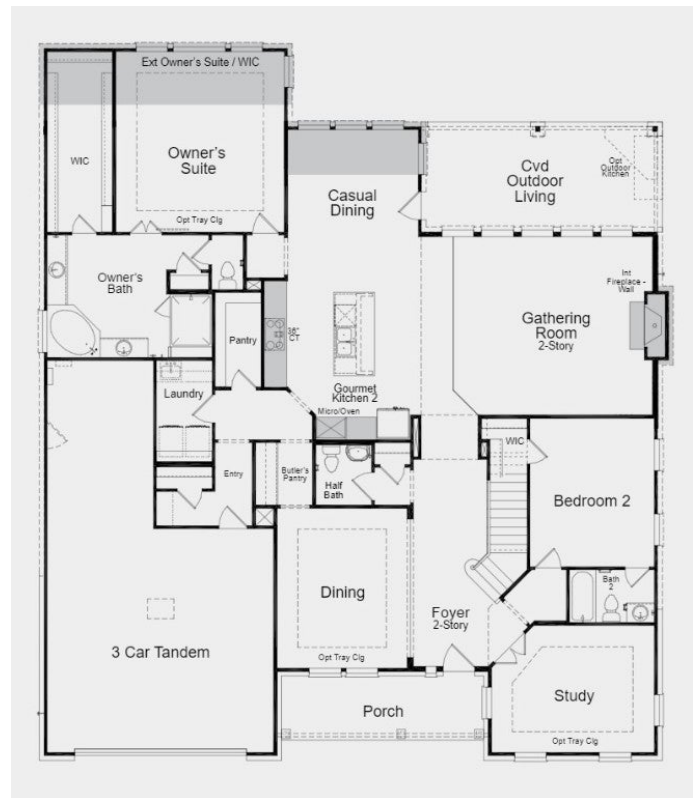 Ext Owner's Suite / WIC
WIC
Owner's
Suite
Opt Tray Clg
Casual
Dining
Cvd
Outdoor
Living
Opt
Outdoor
Kitchen
Owner's
Bath
Pantry
36"
CT
Int
Fireplace -
Wall
Gathering
Room
2-Story
Laundry
Gourmet
Kitchen 2
Micro/Oven
WIC
Entry
Butler's
Pantry
Half
Bath
Bedroom 2
Bath
2
Dining
Opt Tray Clg
Foyer
2-Story
3 Car Tandem
Porch
Study
Opt Tray Clg